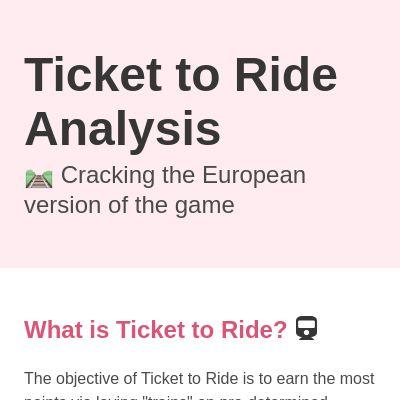 Ticket to Ride
Analysis
🛤️ Cracking the European
version of the game
What is Ticket to Ride?
The objective of Ticket to Ride is to earn the most
points via laying "trains" on pre-determined